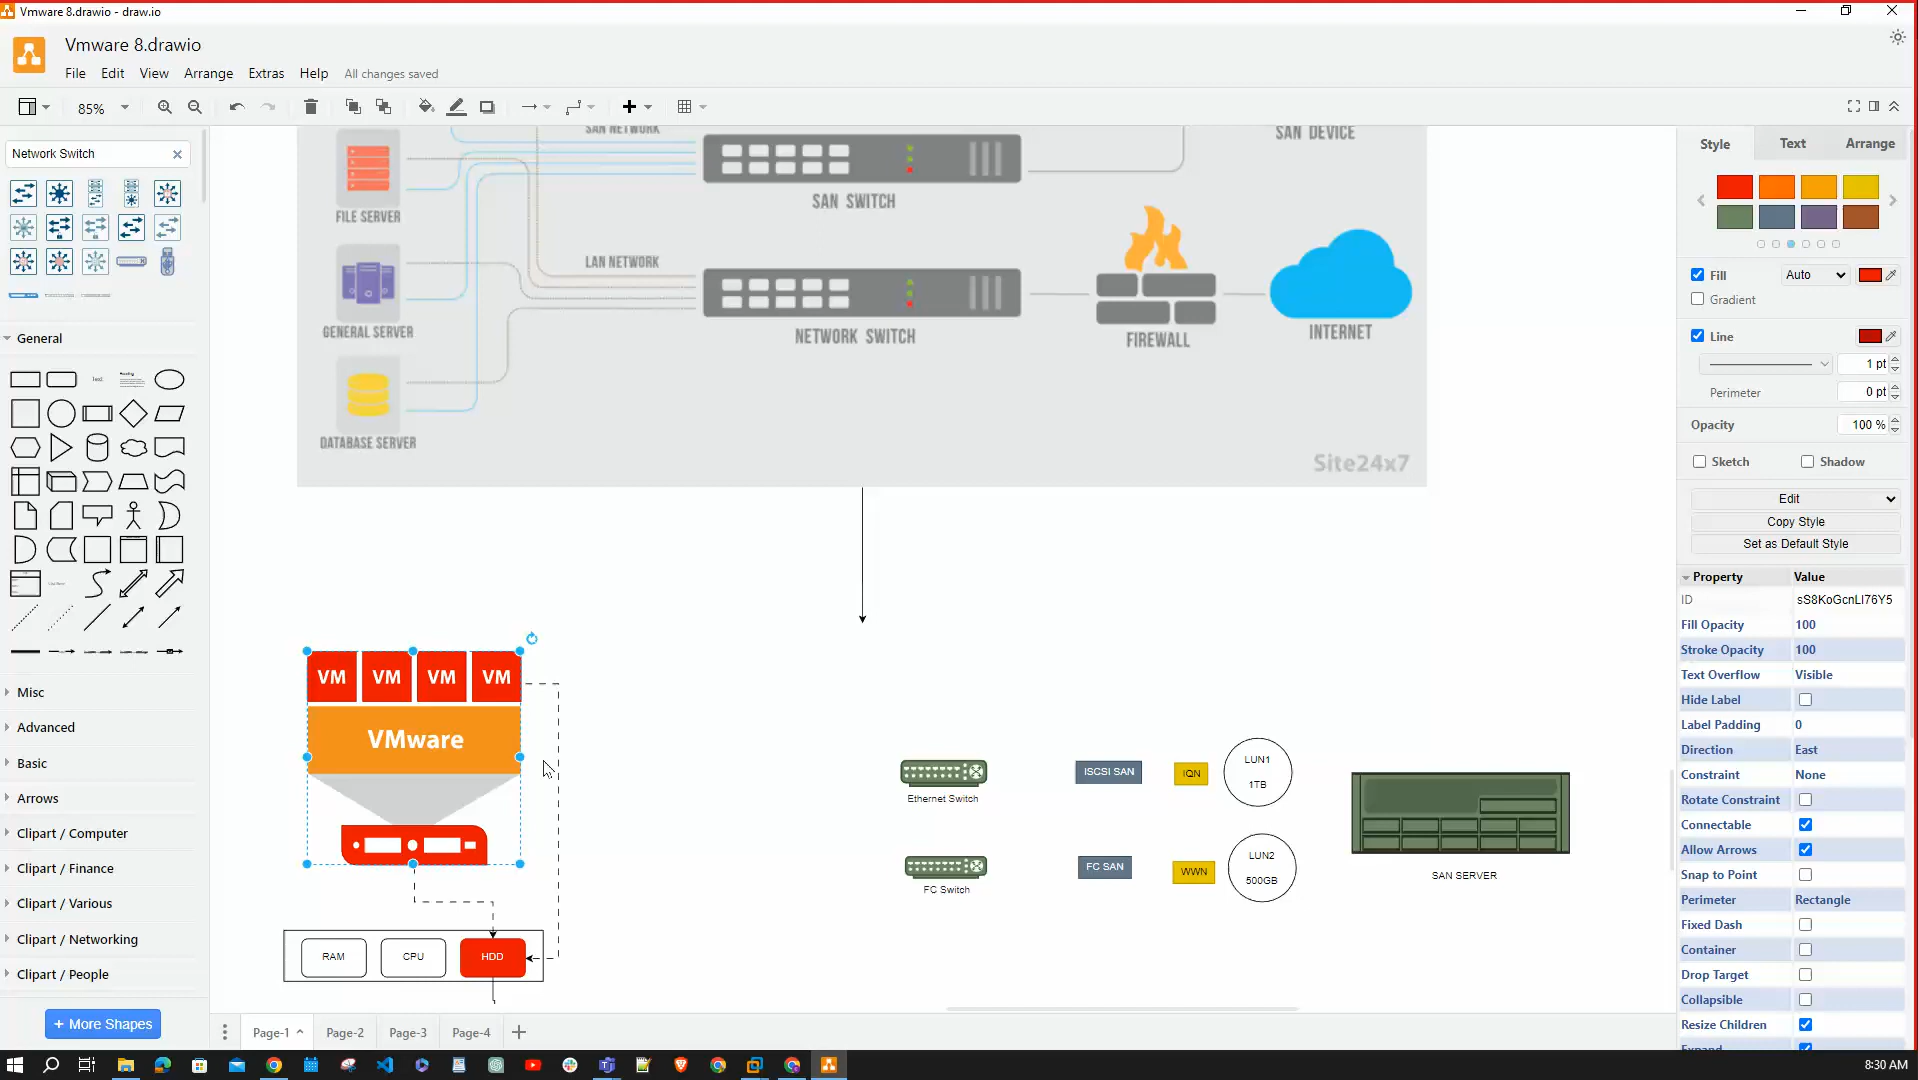 Vmware 8.drawio - draw.io
Vmware 8.drawio
File Edit View Arrange Extras Help All changes saved
85%
Network Switch
General
Misc
Advanced
Basic
Arrows
Clipart / Computer
Clipart / Finance
Clipart / Various
Clipart / Networking
Clipart / People
+ More Shapes
SAN NETWORK
SAN DEVICE
FILE SERVER
SAN SWITCH
LAN NETWORK
GENERAL SERVER
NETWORK SWITCH
FIREWALL
INTERNET
DATABASE SERVER
Site24x7
VM VM VM VM
VMware
RAM CPU HDD
Ethernet Switch
ISCSI SAN
IQN
LUN1
1TB
FC Switch
FC SAN
WWN
LUN2
500GB
SAN SERVER
Page-1 Page-2 Page-3 Page-4
Style Text Arrange
Fill Auto
Gradient
Line
1 pt
Perimeter 0 pt
Opacity 100 %
Sketch Shadow
Edit
Copy Style
Set as Default Style
Property Value
ID sS8KoGcnLI76Y5
Fill Opacity 100
Stroke Opacity 100
Text Overflow Visible
Hide Label
Label Padding 0
Direction East
Constraint None
Rotate Constraint
Connectable
Allow Arrows
Snap to Point
Perimeter Rectangle
Fixed Dash
Container
Drop Target
Collapsible
Resize Children
8:30 AM